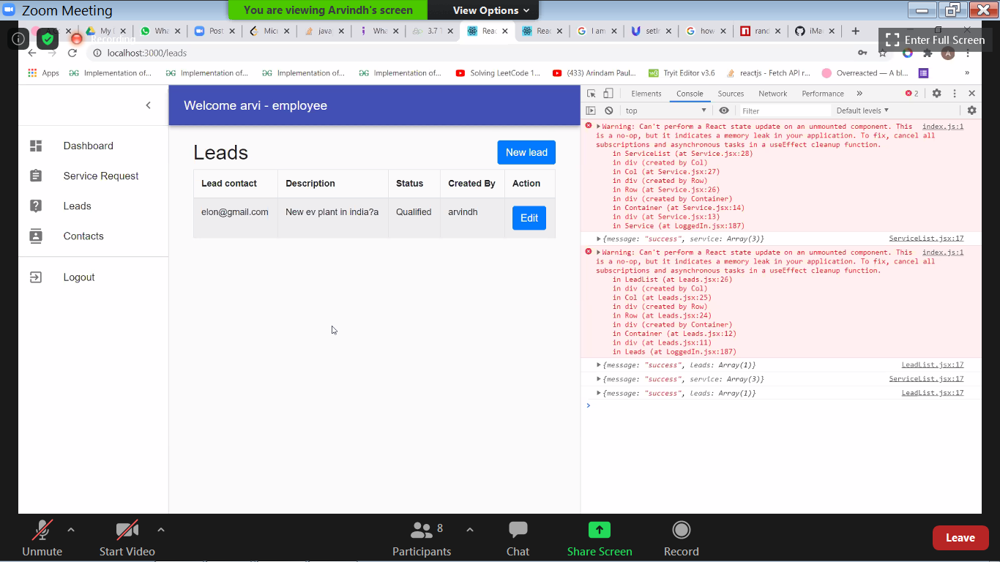 Zoom Meeting
You are viewing Arvindh's screen
View Options
Recording
My
Wha
Post
Mic
java
Wha
3.7 T
Reac
Reac
I am
setIn
how
rand
iMac
Enter Full Screen
localhost:3000/leads
A
Apps
Implementation of...
Implementation of...
Implementation of...
Implementation of...
Solving LeetCode 1...
(433) Arindam Paul...
Tryit Editor v3.6
reactjs - Fetch API r...
Overreacted — A bl...
»
Welcome arvi - employee
Dashboard
Service Request
Leads
Contacts
Logout
Leads
New lead
Lead contact Description Status Created By Action
elon@gmail.com New ev plant in india?a Qualified arvindh Edit
Elements Console Sources Network Performance » 2
top Filter Default levels
Warning: Can't perform a React state update on an unmounted component. This index.js:1
is a no-op, but it indicates a memory leak in your application. To fix, cancel all
subscriptions and asynchronous tasks in a useEffect cleanup function.
in ServiceList (at Service.jsx:28)
in div (created by Col)
in Col (at Service.jsx:27)
in div (created by Row)
in Row (at Service.jsx:26)
in div (created by Container)
in Container (at Service.jsx:14)
in div (at Service.jsx:13)
in Service (at LoggedIn.jsx:187)
{message: "success", service: Array(3)} ServiceList.jsx:17
Warning: Can't perform a React state update on an unmounted component. This index.js:1
is a no-op, but it indicates a memory leak in your application. To fix, cancel all
subscriptions and asynchronous tasks in a useEffect cleanup function.
in LeadList (at Leads.jsx:26)
in div (created by Col)
in Col (at Leads.jsx:25)
in div (created by Row)
in Row (at Leads.jsx:24)
in div (created by Container)
in Container (at Leads.jsx:12)
in div (at Leads.jsx:11)
in Leads (at LoggedIn.jsx:187)
{message: "success", leads: Array(1)} LeadList.jsx:17
{message: "success", service: Array(3)} ServiceList.jsx:17
{message: "success", leads: Array(1)} LeadList.jsx:17
Unmute
Start Video
8
Participants
Chat
Share Screen
Record
Leave